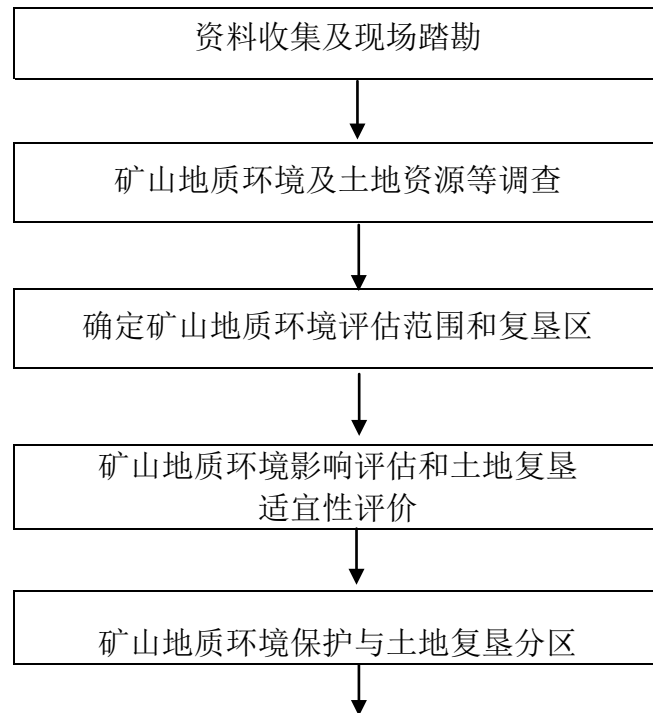 资料收集及现场踏勘
矿山地质环境及土地资源等调查
确定矿山地质环境评估范围和复垦区
矿山地质环境影响评估和土地复垦
适宜性评价
矿山地质环境保护与土地复垦分区